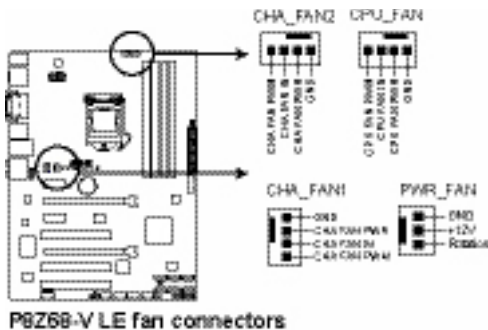 CHA_FAN2
CPU_FAN
CHA FAN PWM
CHA FAN IN
CHA FAN PWR
GND
CPU FAN PWM
CPU FAN IN
CPU FAN PWR
GND
CHA_FAN1
PWR_FAN
GND
CHA FAN PWR
CHA FAN IN
CHA FAN PWM
GND
+12V
Rotation
P8Z68-V LE fan connectors